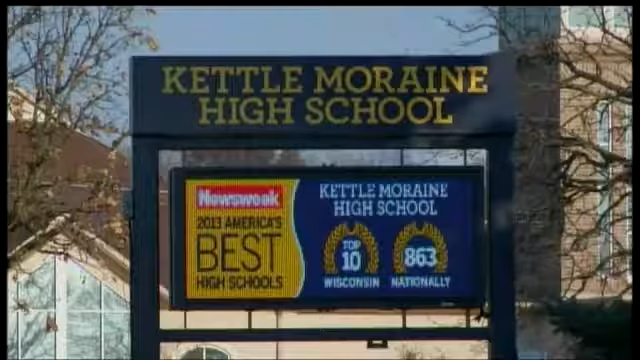 KETTLE MORAINE
HIGH SCHOOL
Newsweek
2013 AMERICA'S
BEST
HIGH SCHOOLS
KETTLE MORAINE
HIGH SCHOOL
TOP
10
WISCONSIN
863
NATIONALLY